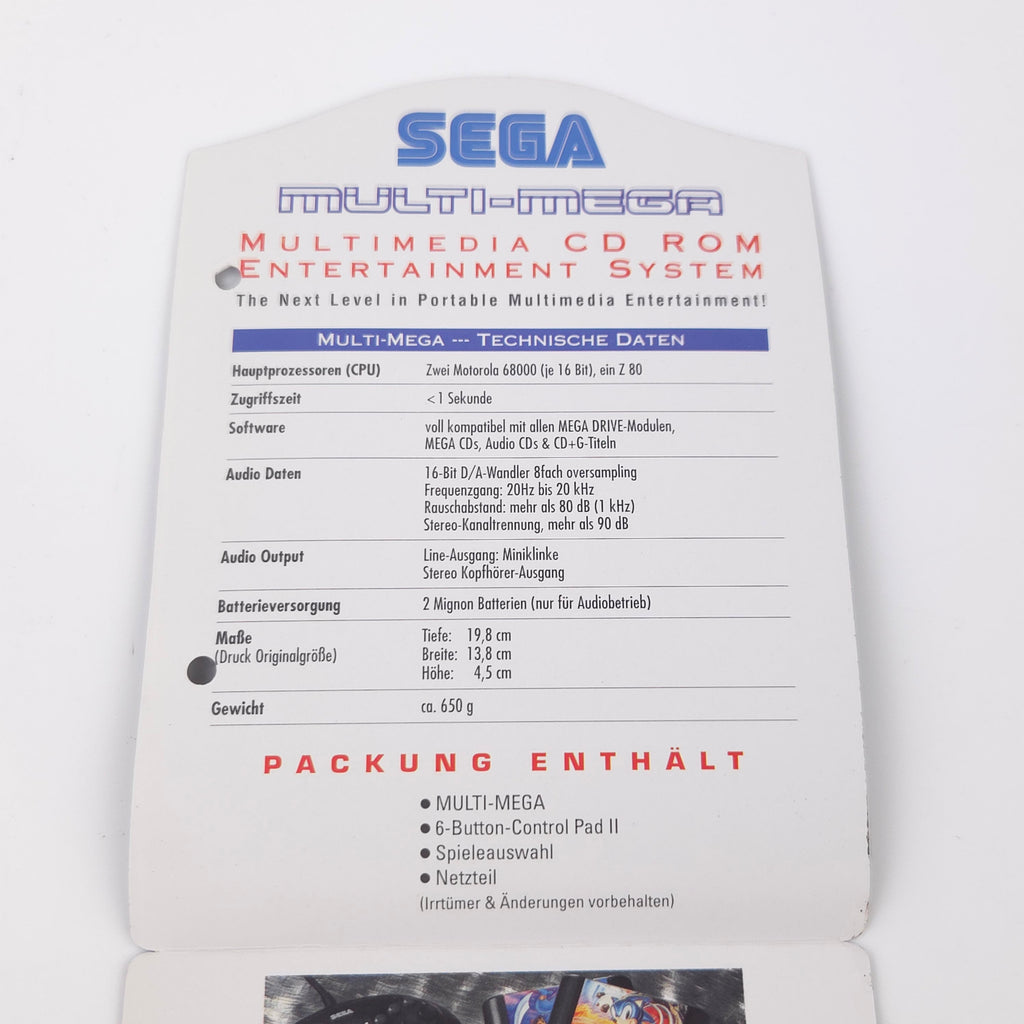 SEGA
MULTI-MEGA
MULTIMEDIA CD ROM
ENTERTAINMENT SYSTEM
The Next Level in Portable Multimedia Entertainment!
MULTI-MEGA --- TECHNISCHE DATEN
Hauptprozessoren (CPU) Zwei Motorola 68000 (je 16 Bit), ein Z 80
Zugriffszeit < 1 Sekunde
Software voll kompatibel mit allen MEGA DRIVE-Modulen,
MEGA CDs, Audio CDs & CD+G-Titeln
Audio Daten 16-Bit D/A-Wandler 8fach oversampling
Frequenzgang: 20Hz bis 20 kHz
Rauschabstand: mehr als 80 dB (1 kHz)
Stereo-Kanaltrennung, mehr als 90 dB
Audio Output Line-Ausgang: Miniklinke
Stereo Kopfhörer-Ausgang
Batterieversorgung 2 Mignon Batterien (nur für Audiobetrieb)
Maße Tiefe: 19,8 cm
(Druck Originalgröße) Breite: 13,8 cm
Höhe: 4,5 cm
Gewicht ca. 650 g
PACKUNG ENTHÄLT
● MULTI-MEGA
● 6-Button-Control Pad II
● Spieleauswahl
● Netzteil
(Irrtümer & Änderungen vorbehalten)
SEGA